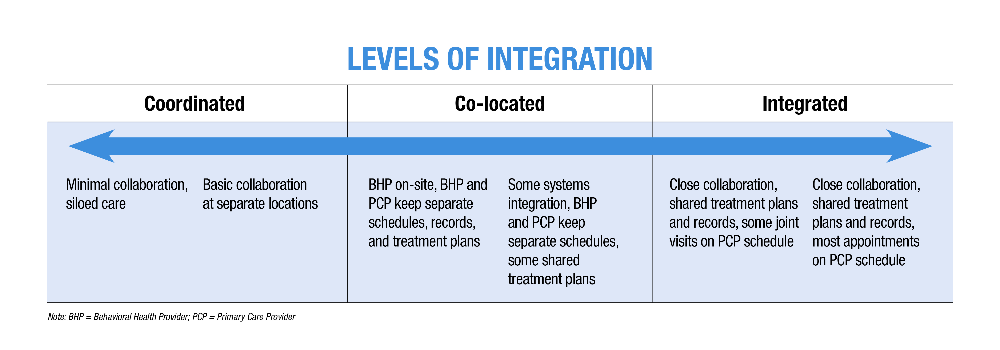 LEVELS OF INTEGRATION
Coordinated
Co-located
Integrated
Minimal collaboration,
siloed care
Basic collaboration
at separate locations
BHP on-site, BHP and
PCP keep separate
schedules, records,
and treatment plans
Some systems
integration, BHP
and PCP keep
separate schedules,
some shared
treatment plans
Close collaboration,
shared treatment plans
and records, some joint
visits on PCP schedule
Close collaboration,
shared treatment
plans and records,
most appointments
on PCP schedule
Note: BHP = Behavioral Health Provider; PCP = Primary Care Provider